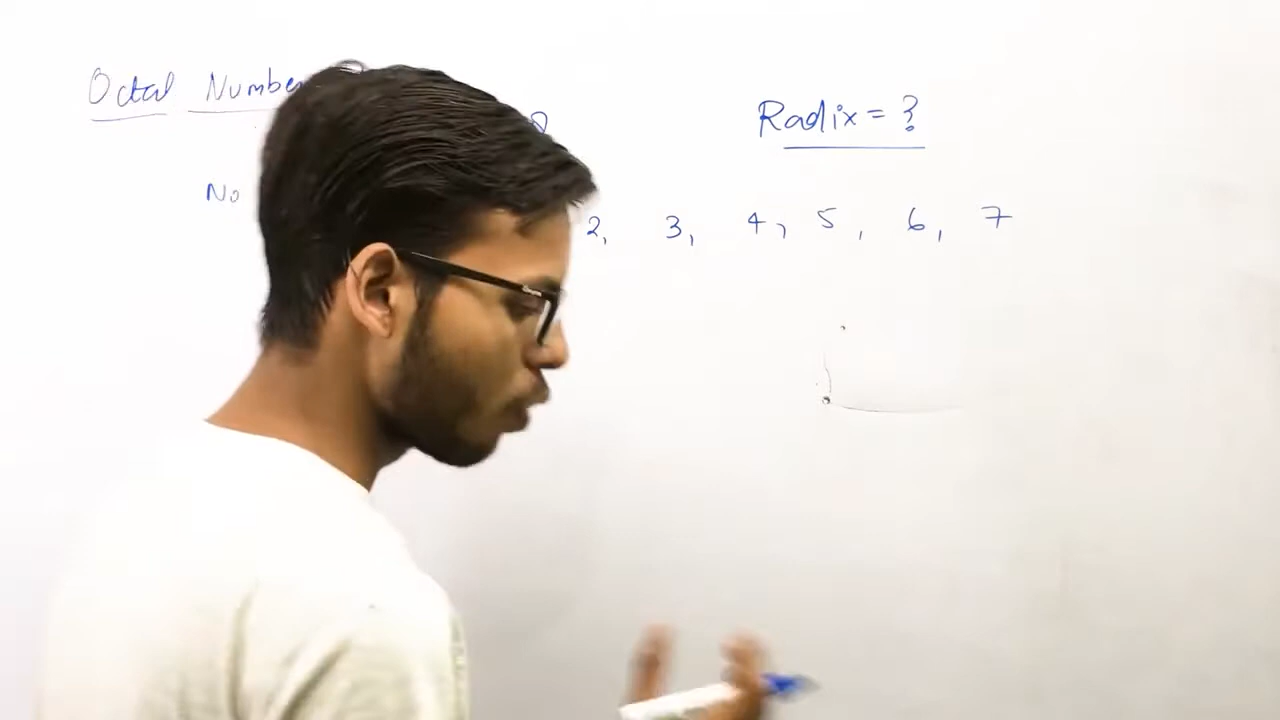 Octal Number
Radix = ?
No
2, 3, 4, 5, 6, 7